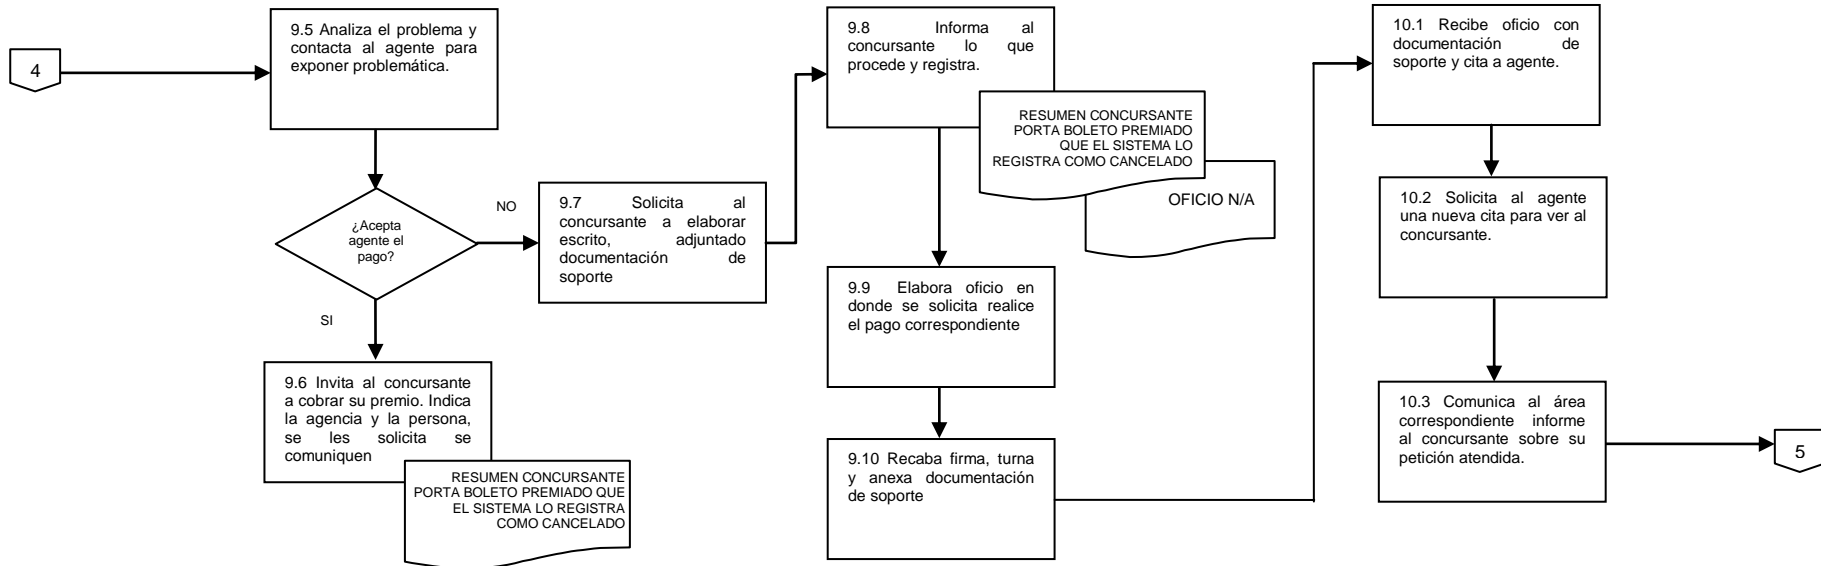 4
9.5 Analiza el problema y
contacta al agente para
exponer problemática.
¿Acepta
agente el
pago?
NO
SI
9.6 Invita al concursante
a cobrar su premio. Indica
la agencia y la persona,
se les solicita se
comuniquen
RESUMEN CONCURSANTE
PORTA BOLETO PREMIADO QUE
EL SISTEMA LO REGISTRA
COMO CANCELADO
9.7 Solicita al
concursante a elaborar
escrito, adjuntado
documentación de
soporte
9.8 Informa al
concursante lo que
procede y registra.
RESUMEN CONCURSANTE
PORTA BOLETO PREMIADO
QUE EL SISTEMA LO
REGISTRA COMO CANCELADO
OFICIO N/A
9.9 Elabora oficio en
donde se solicita realice
el pago correspondiente
9.10 Recaba firma, turna
y anexa documentación
de soporte
10.1 Recibe oficio con
documentación de
soporte y cita a agente.
10.2 Solicita al agente
una nueva cita para ver al
concursante.
10.3 Comunica al área
correspondiente informe
al concursante sobre su
petición atendida.
5